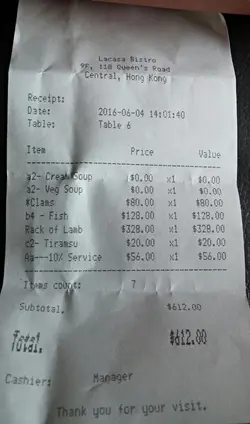 Lacasa Bistro
9F, 118 Queen's Road
Central, Hong Kong
Receipt:
Date: 2016-06-04 14:01:40
Table: Table 6
Item Price Value
a2- Cream Soup $0.00 x1 $0.00
a2- Veg Soup $0.00 x1 $0.00
#Clams $80.00 x1 $80.00
b4 - Fish $128.00 x1 $128.00
Rack of Lamb $328.00 x1 $328.00
c2- Tiramsu $20.00 x1 $20.00
Aa---10% Service $56.00 x1 $56.00
Items count: 7
Subtotal. $612.00
Total. $612.00
Cashier: Manager
Thank you for your visit.